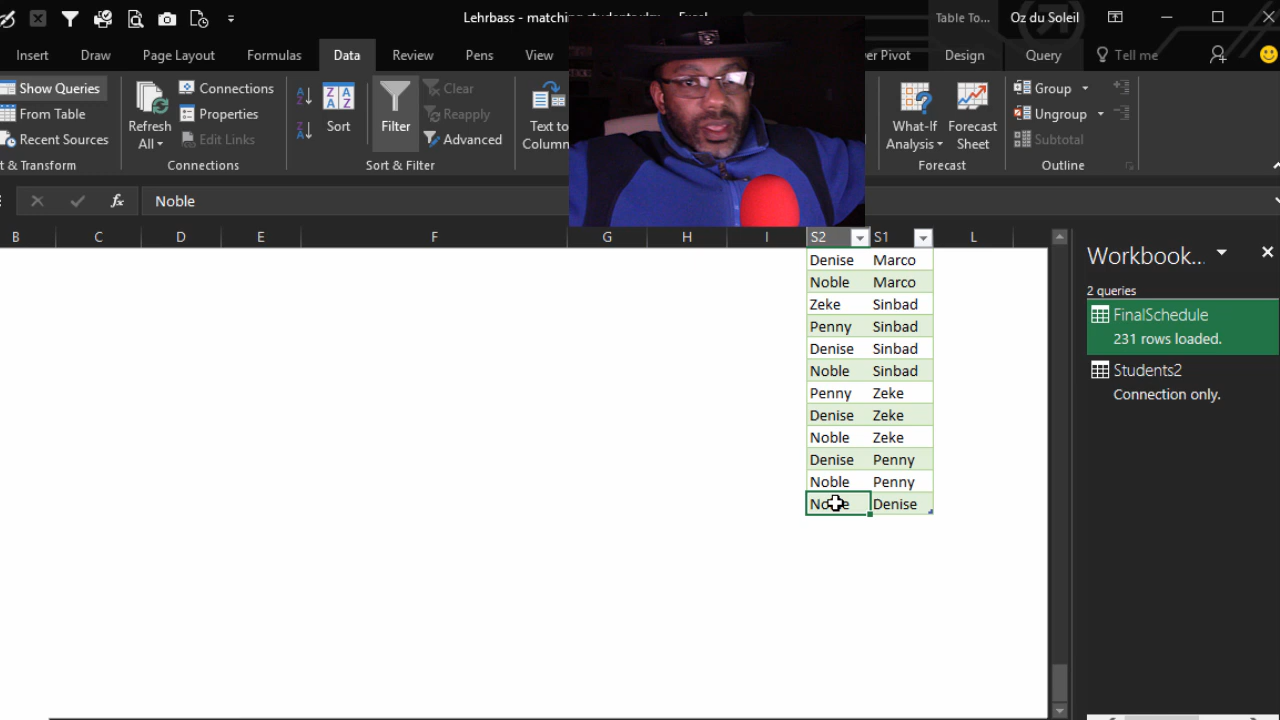 Lehrbass - matching
Excel
Table To...
Oz du Soleil
Insert Draw Page Layout Formulas Data Review Pens View
er Pivot Design Query Tell me
Show Queries
From Table
Recent Sources
t & Transform
Refresh
All
Connections
Properties
Edit Links
Connections
Sort
Filter
Clear
Reapply
Advanced
Sort & Filter
Text to
Column
What-If
Analysis
Forecast
Sheet
Forecast
Group
Ungroup
Subtotal
Outline
fx Noble
B C D E F G H I S2 S1 L
Denise Marco
Noble Marco
Zeke Sinbad
Penny Sinbad
Denise Sinbad
Noble Sinbad
Penny Zeke
Denise Zeke
Noble Zeke
Denise Penny
Noble Penny
Noble Denise
Workbook...
2 queries
FinalSchedule
231 rows loaded.
Students2
Connection only.